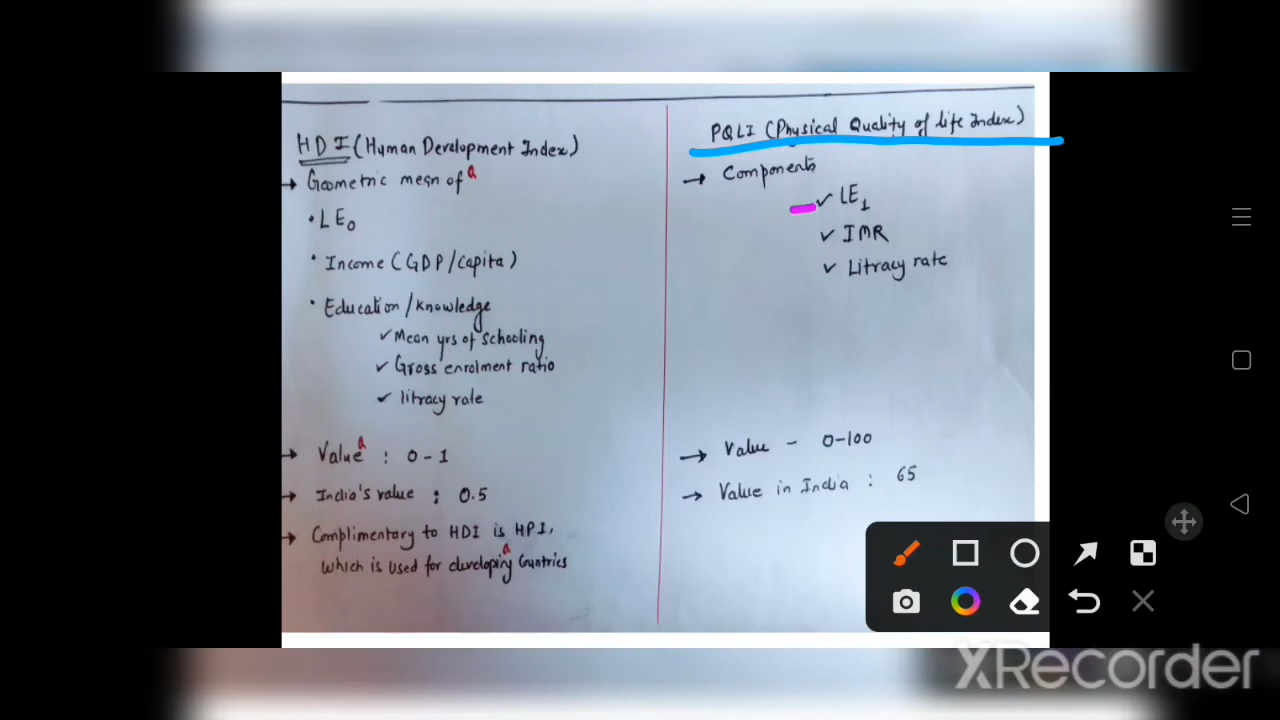 HDI (Human Development Index)
→ Geometric mean of a
• LE0
• Income (GDP/Capita)
• Education/Knowledge
✓ Mean yrs of schooling
✓ Gross enrolment ratio
✓ litracy rate
→ Value a : 0-1
→ India's value : 0.5
→ Complimentary to HDI is HPI,
which is used for developing a Countries
PQLI (Physical Quality of life Index)
→ Components
✓ LE1
✓ IMR
✓ Litracy rate
→ Value - 0-100
→ Value in India : 65
XRecorder